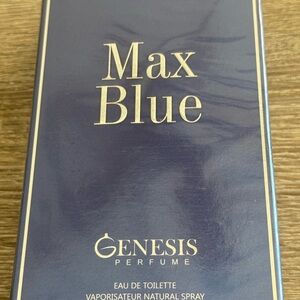 Max
Blue
GENESIS
PERFUME
EAU DE TOILETTE
VAPORISATEUR NATURAL SPRAY